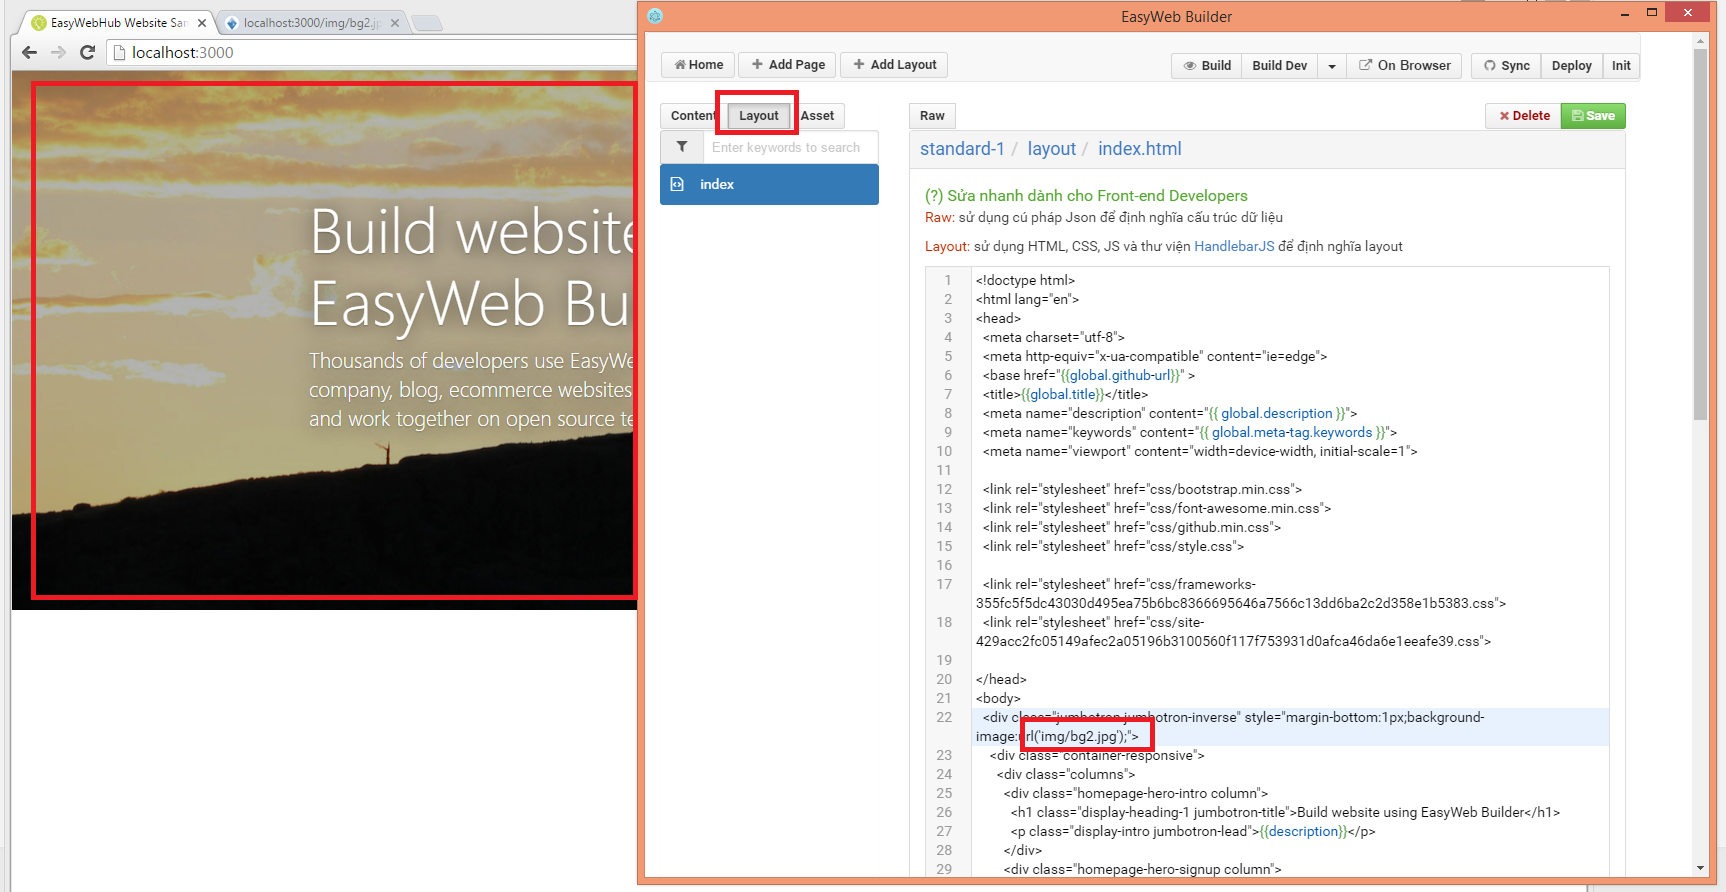 EasyWebHub Website San
localhost:3000/img/bg2.jp
localhost:3000
Build website
EasyWeb Bu
Thousands of developers use EasyWe
company, blog, ecommerce websites
and work together on open source te
EasyWeb Builder
Home
Add Page
Add Layout
Build
Build Dev
On Browser
Sync
Deploy
Init
Content
Layout
Asset
Enter keywords to search
index
Raw
Delete
Save
standard-1 / layout / index.html
(?) Sửa nhanh dành cho Front-end Developers
Raw: sử dụng cú pháp Json để định nghĩa cấu trúc dữ liệu
Layout: sử dụng HTML, CSS, JS và thư viện HandlebarJS để định nghĩa layout
1 <!doctype html>
2 <html lang="en">
3 <head>
4 <meta charset="utf-8">
5 <meta http-equiv="x-ua-compatible" content="ie=edge">
6 <base href="{{global.github-url}}" >
7 <title>{{global.title}}</title>
8 <meta name="description" content="{{ global.description }}">
9 <meta name="keywords" content="{{ global.meta-tag.keywords }}">
10 <meta name="viewport" content="width=device-width, initial-scale=1">
11
12 <link rel="stylesheet" href="css/bootstrap.min.css">
13 <link rel="stylesheet" href="css/font-awesome.min.css">
14 <link rel="stylesheet" href="css/github.min.css">
15 <link rel="stylesheet" href="css/style.css">
16
17 <link rel="stylesheet" href="css/frameworks-
355fc5f5dc43030d495ea75b6bc8366695646a7566c13dd6ba2c2d358e1b5383.css">
18 <link rel="stylesheet" href="css/site-
429acc2fc05149afec2a05196b3100560f117f753931d0afca46da6e1eeafe39.css">
19
20 </head>
21 <body>
22 <div class="jumbotron jumbotron-inverse" style="margin-bottom:1px;background-
image:url('img/bg2.jpg');">
23 <div class="container-responsive">
24 <div class="columns">
25 <div class="homepage-hero-intro column">
26 <h1 class="display-heading-1 jumbotron-title">Build website using EasyWeb Builder</h1>
27 <p class="display-intro jumbotron-lead">{{description}}</p>
28 </div>
29 <div class="homepage-hero-signup column">